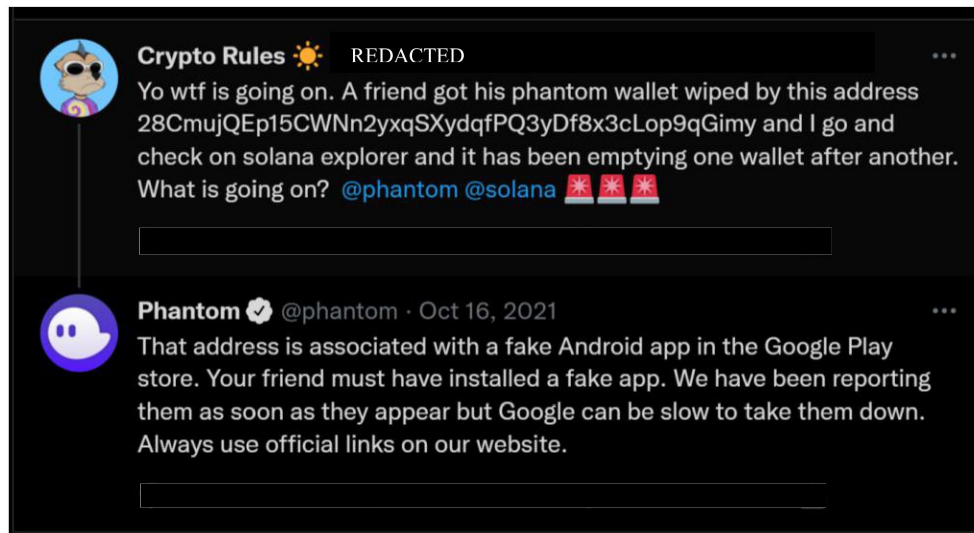 Crypto Rules ☀️ REDACTED
Yo wtf is going on. A friend got his phantom wallet wiped by this address
28CmujQEp15CWNn2yxqSXydqfPQ3yDf8x3cLop9qGimy and I go and
check on solana explorer and it has been emptying one wallet after another.
What is going on? @phantom @solana 🚨🚨🚨
Phantom @phantom · Oct 16, 2021
That address is associated with a fake Android app in the Google Play
store. Your friend must have installed a fake app. We have been reporting
them as soon as they appear but Google can be slow to take them down.
Always use official links on our website.